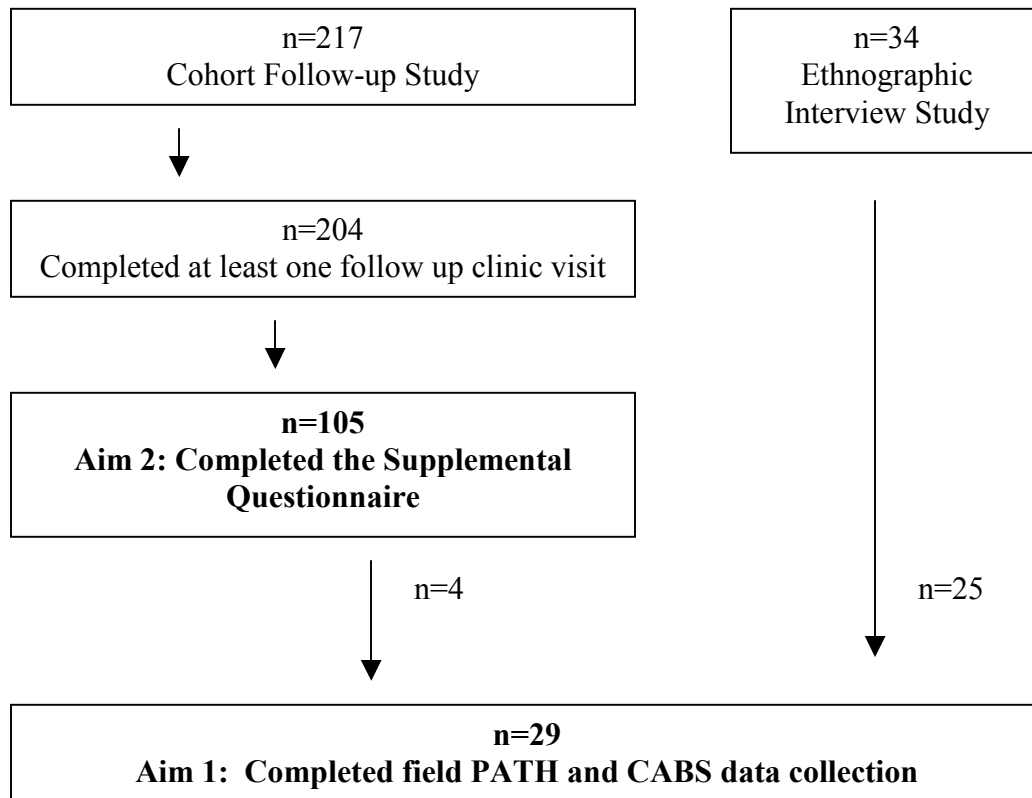 n=217
Cohort Follow-up Study
n=34
Ethnographic
Interview Study
n=204
Completed at least one follow up clinic visit
n=105
Aim 2: Completed the Supplemental
Questionnaire
n=4
n=25
n=29
Aim 1:  Completed field PATH and CABS data collection